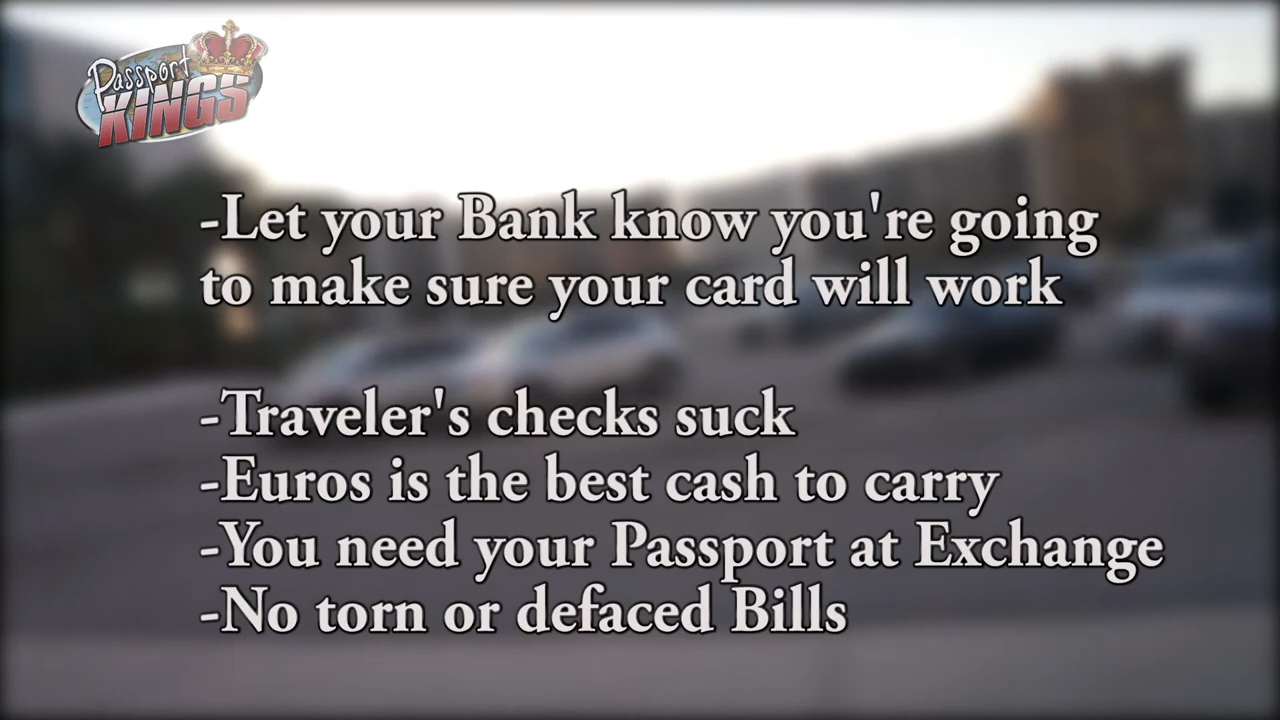 Passport
KINGS
-Let your Bank know you're going
to make sure your card will work
-Traveler's checks suck
-Euros is the best cash to carry
-You need your Passport at Exchange
-No torn or defaced Bills